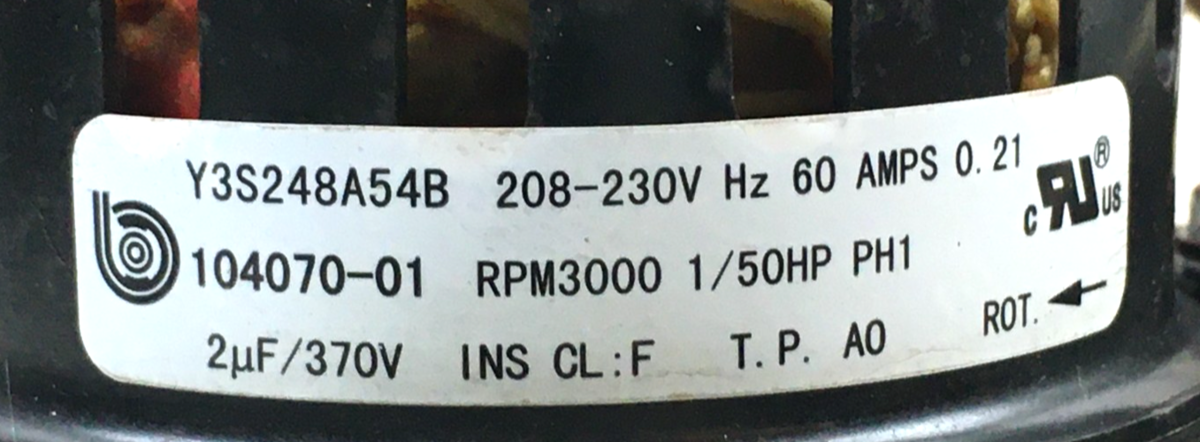 Y3S248A54B 208-230V Hz 60 AMPS 0.21
c RU ® US
104070-01 RPM3000 1/50HP PH1
2µF/370V INS CL:F T.P. AO
ROT.